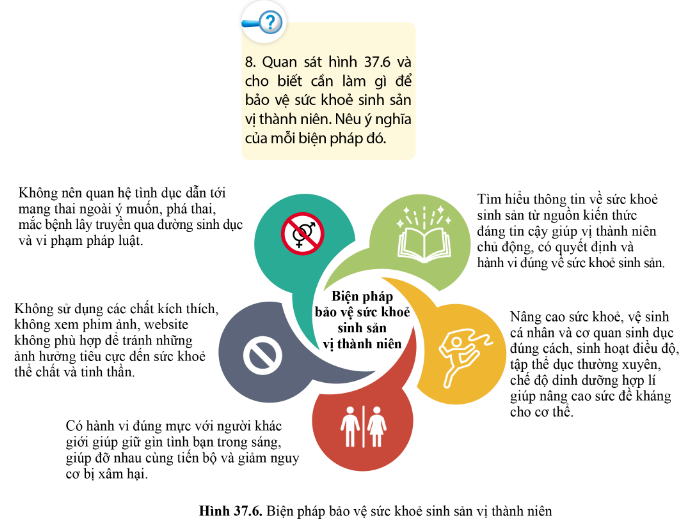 8. Quan sát hình 37.6 và
cho biết cần làm gì để
bảo vệ sức khoẻ sinh sản
vị thành niên. Nêu ý nghĩa
của mỗi biện pháp đó.
Không nên quan hệ tình dục dẫn tới
mang thai ngoài ý muốn, phá thai,
mắc bệnh lây truyền qua đường sinh dục
và vi phạm pháp luật.
Tìm hiểu thông tin về sức khoẻ
sinh sản từ nguồn kiến thức
đáng tin cậy giúp vị thành niên
chủ động, có quyết định và
hành vi đúng về sức khoẻ sinh sản.
Biện pháp
bảo vệ sức khoẻ
sinh sản
vị thành niên
Không sử dụng các chất kích thích,
không xem phim ảnh, website
không phù hợp để tránh những
ảnh hưởng tiêu cực đến sức khoẻ
thể chất và tinh thần.
Nâng cao sức khoẻ, vệ sinh
cá nhân và cơ quan sinh dục
đúng cách, sinh hoạt điều độ,
tập thể dục thường xuyên,
chế độ dinh dưỡng hợp lí
giúp nâng cao sức đề kháng
cho cơ thể.
Có hành vi đúng mực với người khác
giới giúp giữ gìn tình bạn trong sáng,
giúp đỡ nhau cùng tiến bộ và giảm nguy
cơ bị xâm hại.
Hình 37.6. Biện pháp bảo vệ sức khoẻ sinh sản vị thành niên